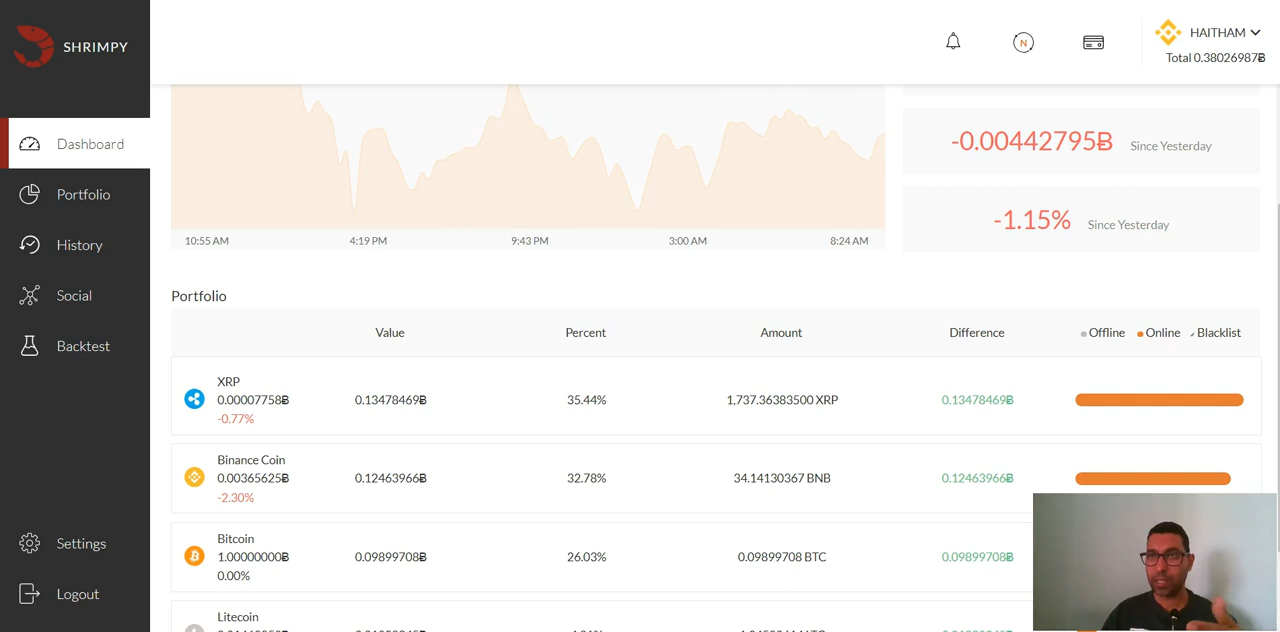 SHRIMPY
N
HAITHAM
Total 0.38026987Ƀ
Dashboard
Portfolio
History
Social
Backtest
Settings
Logout
-0.00442795Ƀ Since Yesterday
-1.15% Since Yesterday
10:55 AM 4:19 PM 9:43 PM 3:00 AM 8:24 AM
Portfolio
Value Percent Amount Difference Offline Online Blacklist
XRP
0.00007758Ƀ 0.13478469Ƀ 35.44% 1,737.36383500 XRP 0.13478469Ƀ
-0.77%
Binance Coin
0.00365625Ƀ 0.12463966Ƀ 32.78% 34.14130367 BNB 0.12463966Ƀ
-2.30%
Bitcoin
1.00000000Ƀ 0.09899708Ƀ 26.03% 0.09899708 BTC 0.09899708Ƀ
0.00%
Litecoin